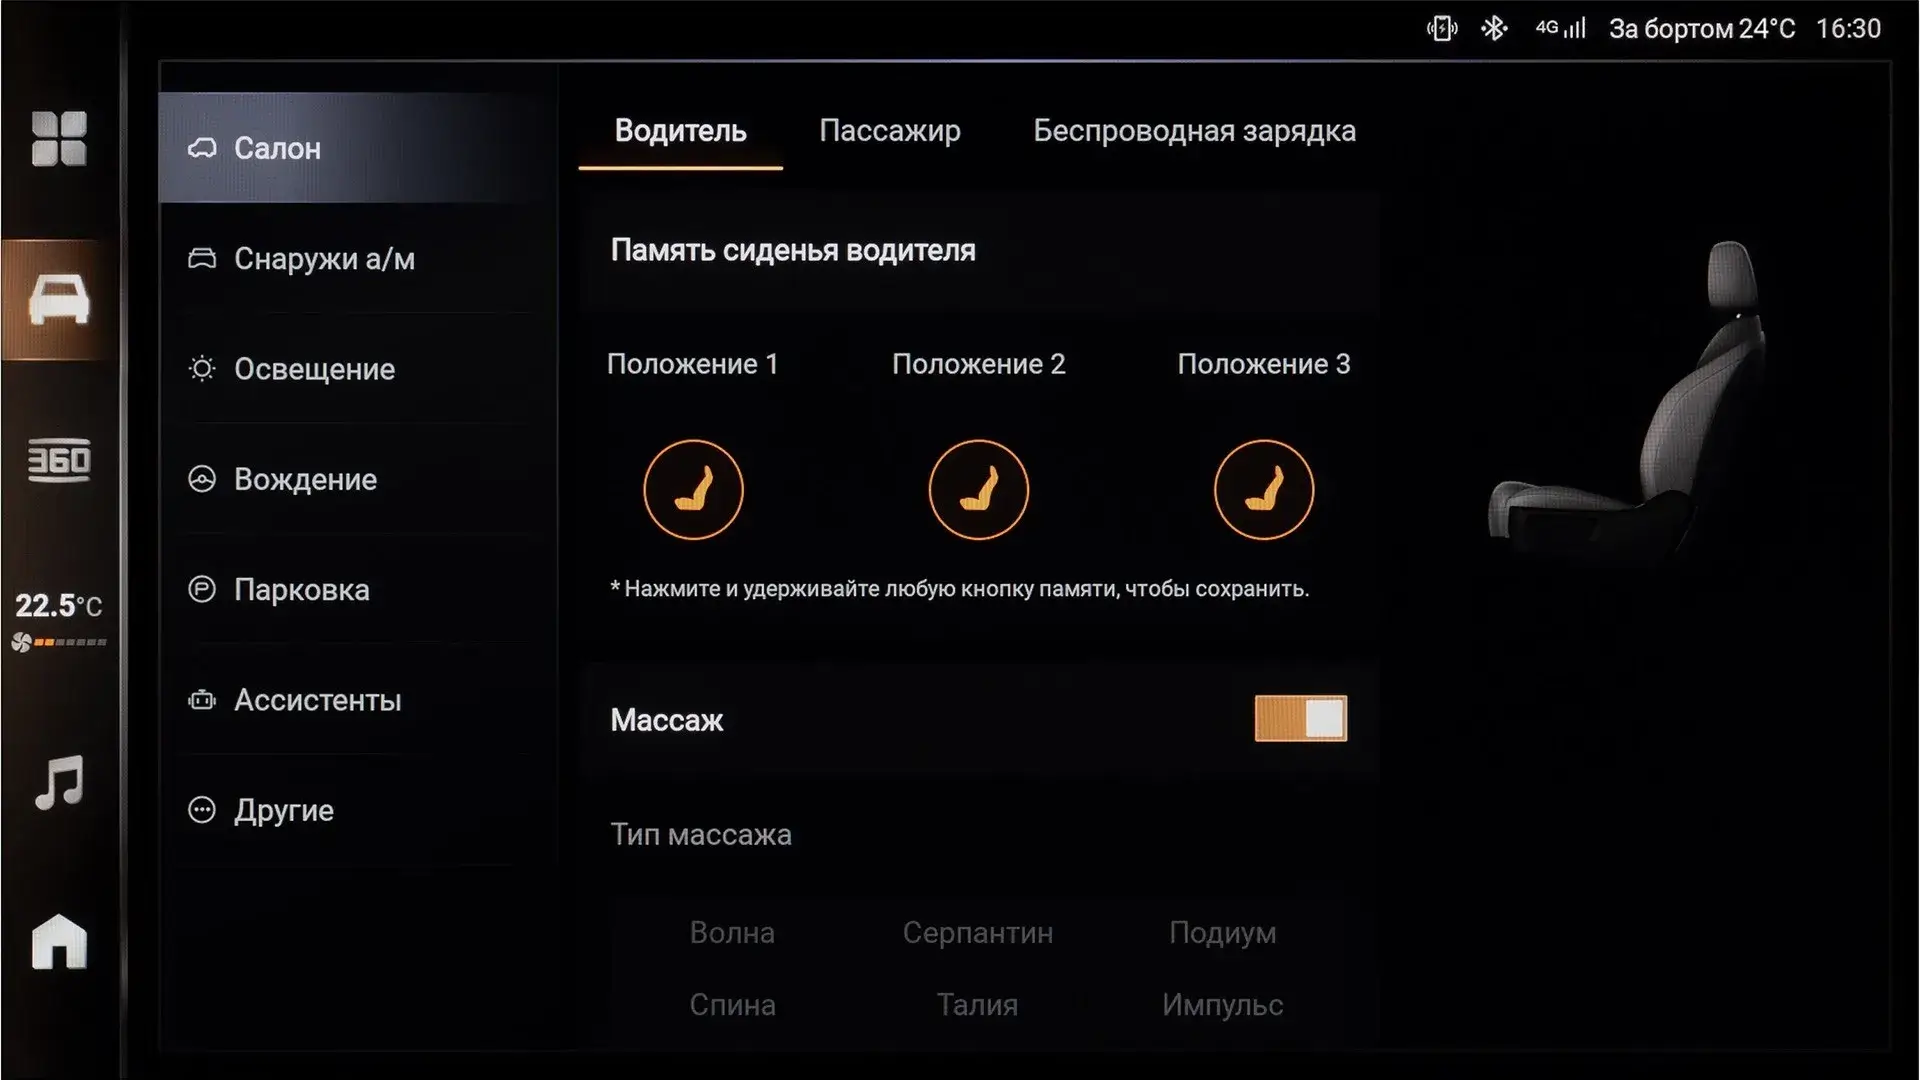 4G За бортом 24°C 16:30
Салон
Снаружи а/м
Освещение
Вождение
Парковка
Ассистенты
Другие
360
22.5°C
Водитель Пассажир Беспроводная зарядка
Память сиденья водителя
Положение 1 Положение 2 Положение 3
* Нажмите и удерживайте любую кнопку памяти, чтобы сохранить.
Массаж
Тип массажа
Волна Серпантин Подиум
Спина Талия Импульс